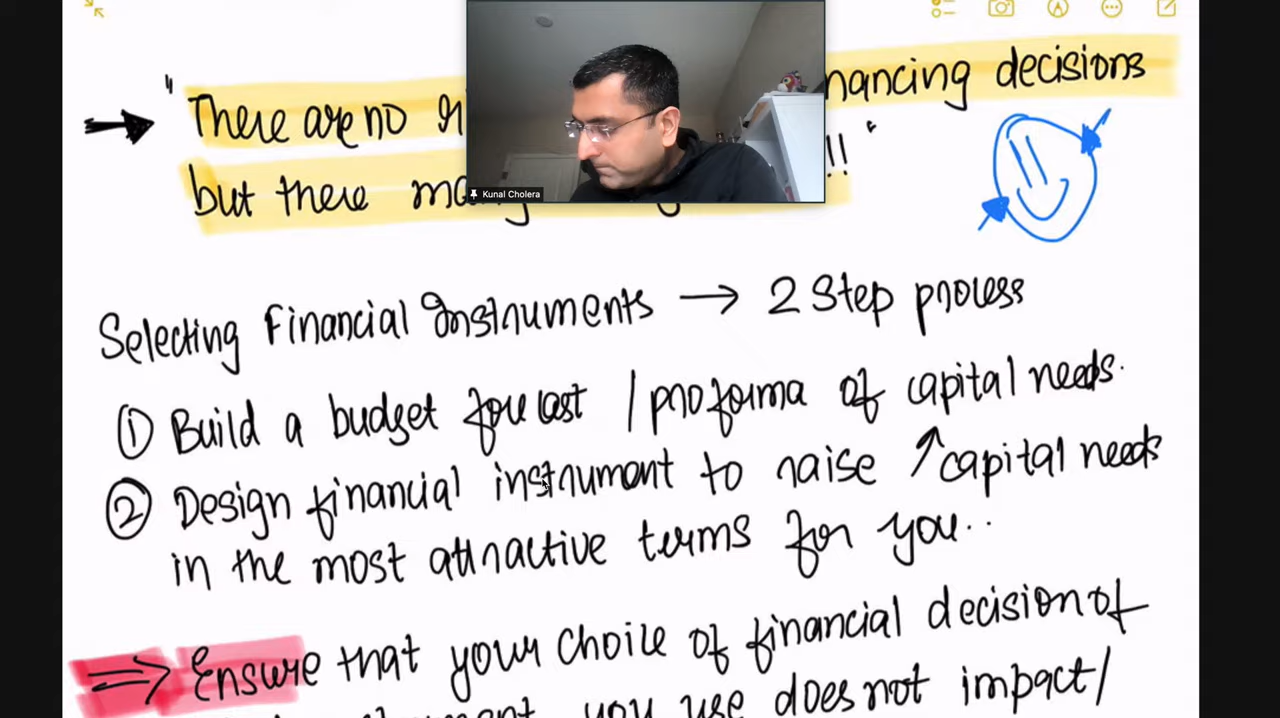 " There are no nancing decisions
but there !! "
Kunal Cholera
Selecting Financial Instruments → 2 Step process
① Build a budget forecast / proforma of capital needs.
② Design financial instrument to raise ↑ capital needs
in the most attractive terms for you..
⇒ Ensure that your choice of financial decision of
you use does not impact/